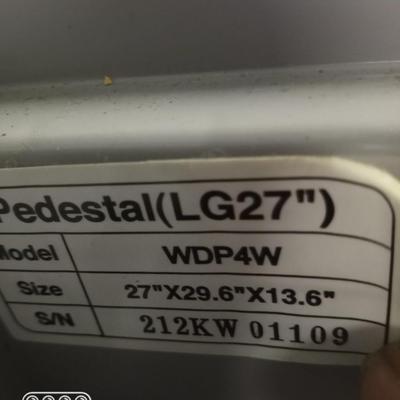 Pedestal(LG27")
Model WDP4W
Size 27"X29.6"X13.6"
S/N 212KW 01109